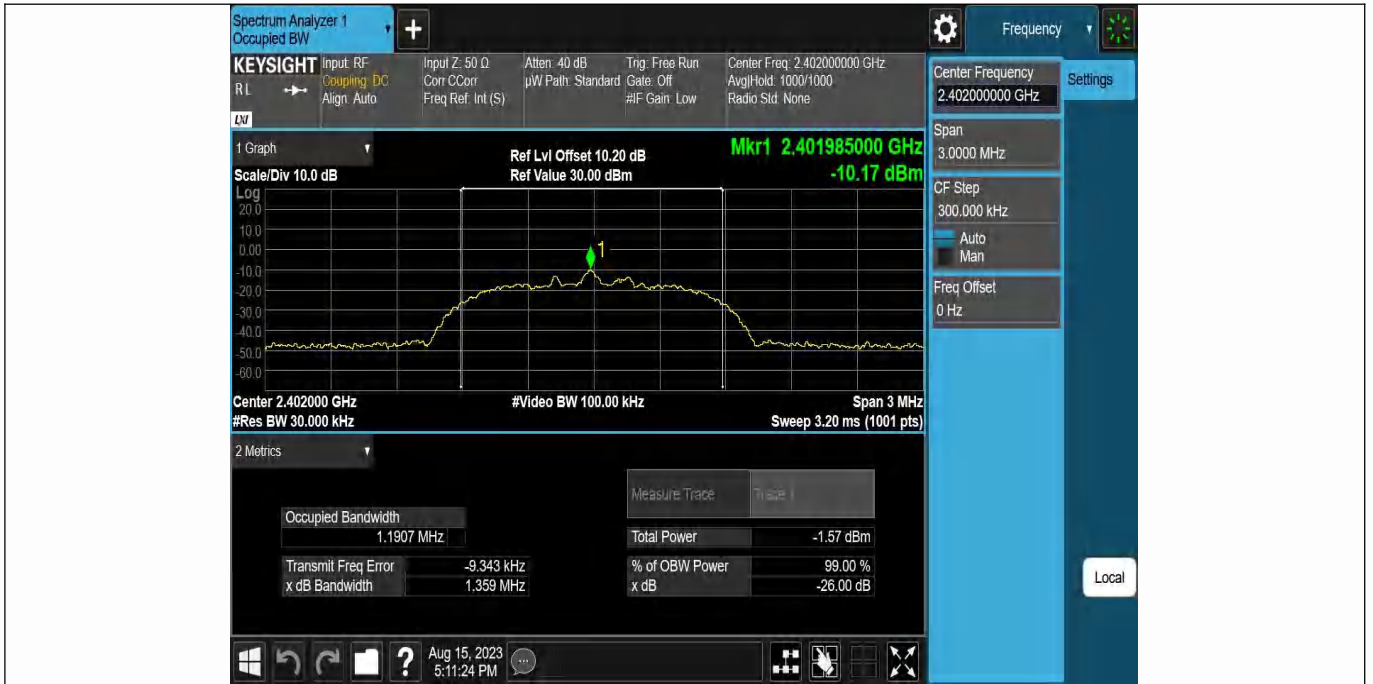 Spectrum Analyzer 1
Occupied BW
+
Frequency
KEYSIGHT
RL
LXI
Input: RF
Coupling: DC
Align: Auto
Input Z: 50 Ω
Corr CCorr
Freq Ref: Int (S)
Atten: 40 dB
µW Path: Standard
Trig: Free Run
Gate: Off
#IF Gain: Low
Center Freq: 2.402000000 GHz
Avg|Hold: 1000/1000
Radio Std: None
Center Frequency
2.402000000 GHz
Settings
Span
3.0000 MHz
CF Step
300.000 kHz
Auto
Man
Freq Offset
0 Hz
Local
1 Graph
Scale/Div 10.0 dB
Ref Lvl Offset 10.20 dB
Ref Value 30.00 dBm
Mkr1 2.401985000 GHz
-10.17 dBm
Log
20.0
10.0
0.00
-10.0
-20.0
-30.0
-40.0
-50.0
-60.0
1
Center 2.402000 GHz
#Res BW 30.000 kHz
#Video BW 100.00 kHz
Span 3 MHz
Sweep 3.20 ms (1001 pts)
2 Metrics
Measure Trace Trace 1
Occupied Bandwidth
1.1907 MHz
Total Power -1.57 dBm
Transmit Freq Error -9.343 kHz
% of OBW Power 99.00 %
x dB Bandwidth 1.359 MHz
x dB -26.00 dB
?
Aug 15, 2023
5:11:24 PM